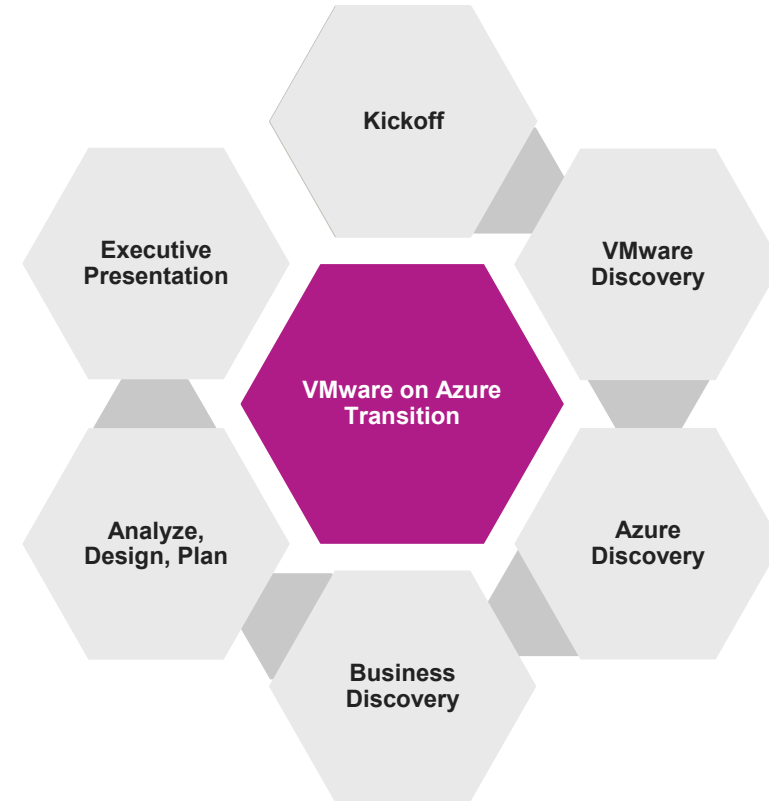 Kickoff
VMware
Discovery
Azure
Discovery
Business
Discovery
Analyze,
Design, Plan
Executive
Presentation
VMware on Azure
Transition